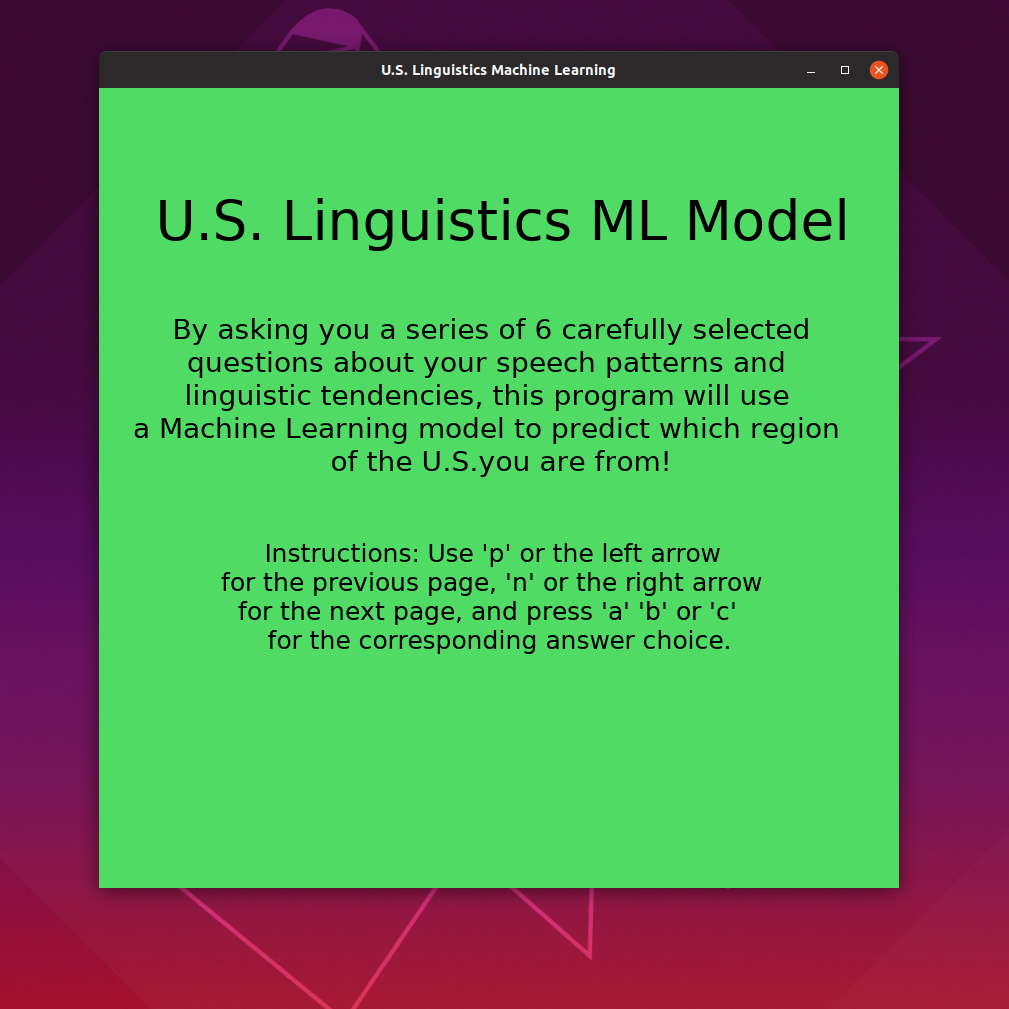 U.S. Linguistics Machine Learning
U.S. Linguistics ML Model
By asking you a series of 6 carefully selected
questions about your speech patterns and
linguistic tendencies, this program will use
a Machine Learning model to predict which region
of the U.S.you are from!
Instructions: Use 'p' or the left arrow
for the previous page, 'n' or the right arrow
for the next page, and press 'a' 'b' or 'c'
for the corresponding answer choice.